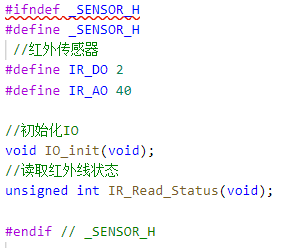 #ifndef _SENSOR_H
#define _SENSOR_H
//红外传感器
#define IR_DO 2
#define IR_AO 40
//初始化IO
void IO_init(void);
//读取红外线状态
unsigned int IR_Read_Status(void);
#endif // _SENSOR_H